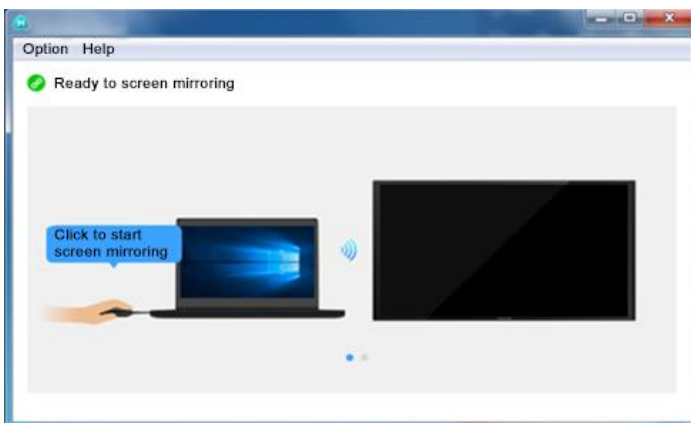 Option Help
Ready to screen mirroring
Click to start
screen mirroring